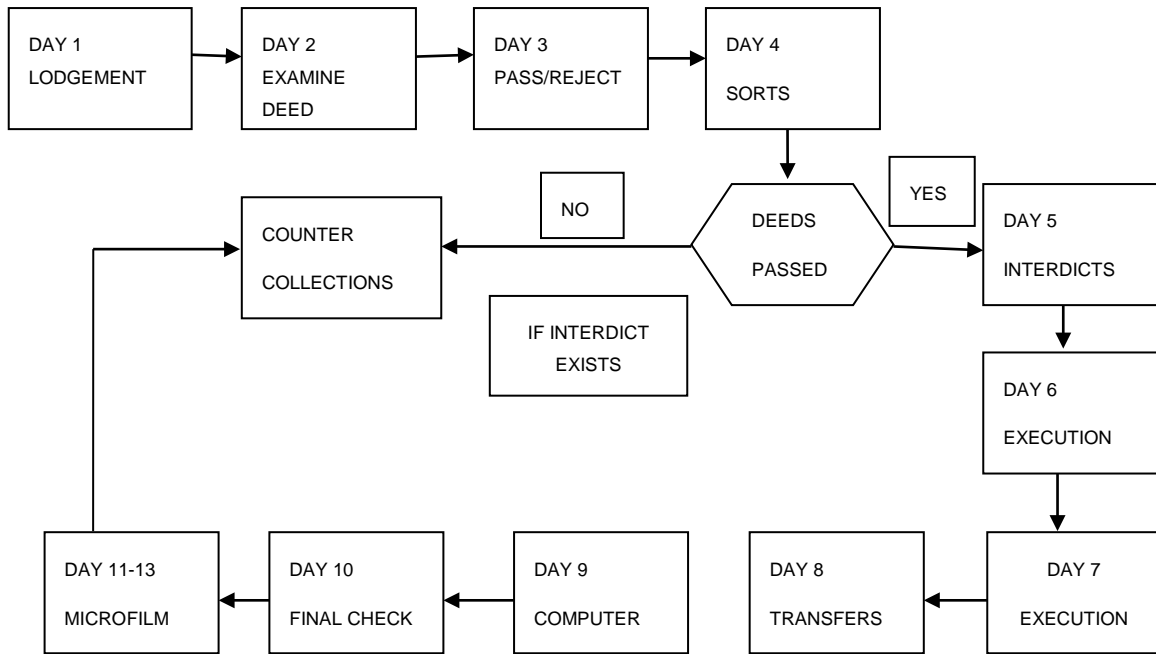 DAY 1
LODGEMENT
DAY 2
EXAMINE
DEED
DAY 3
PASS/REJECT
DAY 4
SORTS
COUNTER
COLLECTIONS
NO
DEEDS
PASSED
YES
DAY 5
INTERDICTS
IF INTERDICT
EXISTS
DAY 6
EXECUTION
DAY 11-13
MICROFILM
DAY 10
FINAL CHECK
DAY 9
COMPUTER
DAY 8
TRANSFERS
DAY 7
EXECUTION